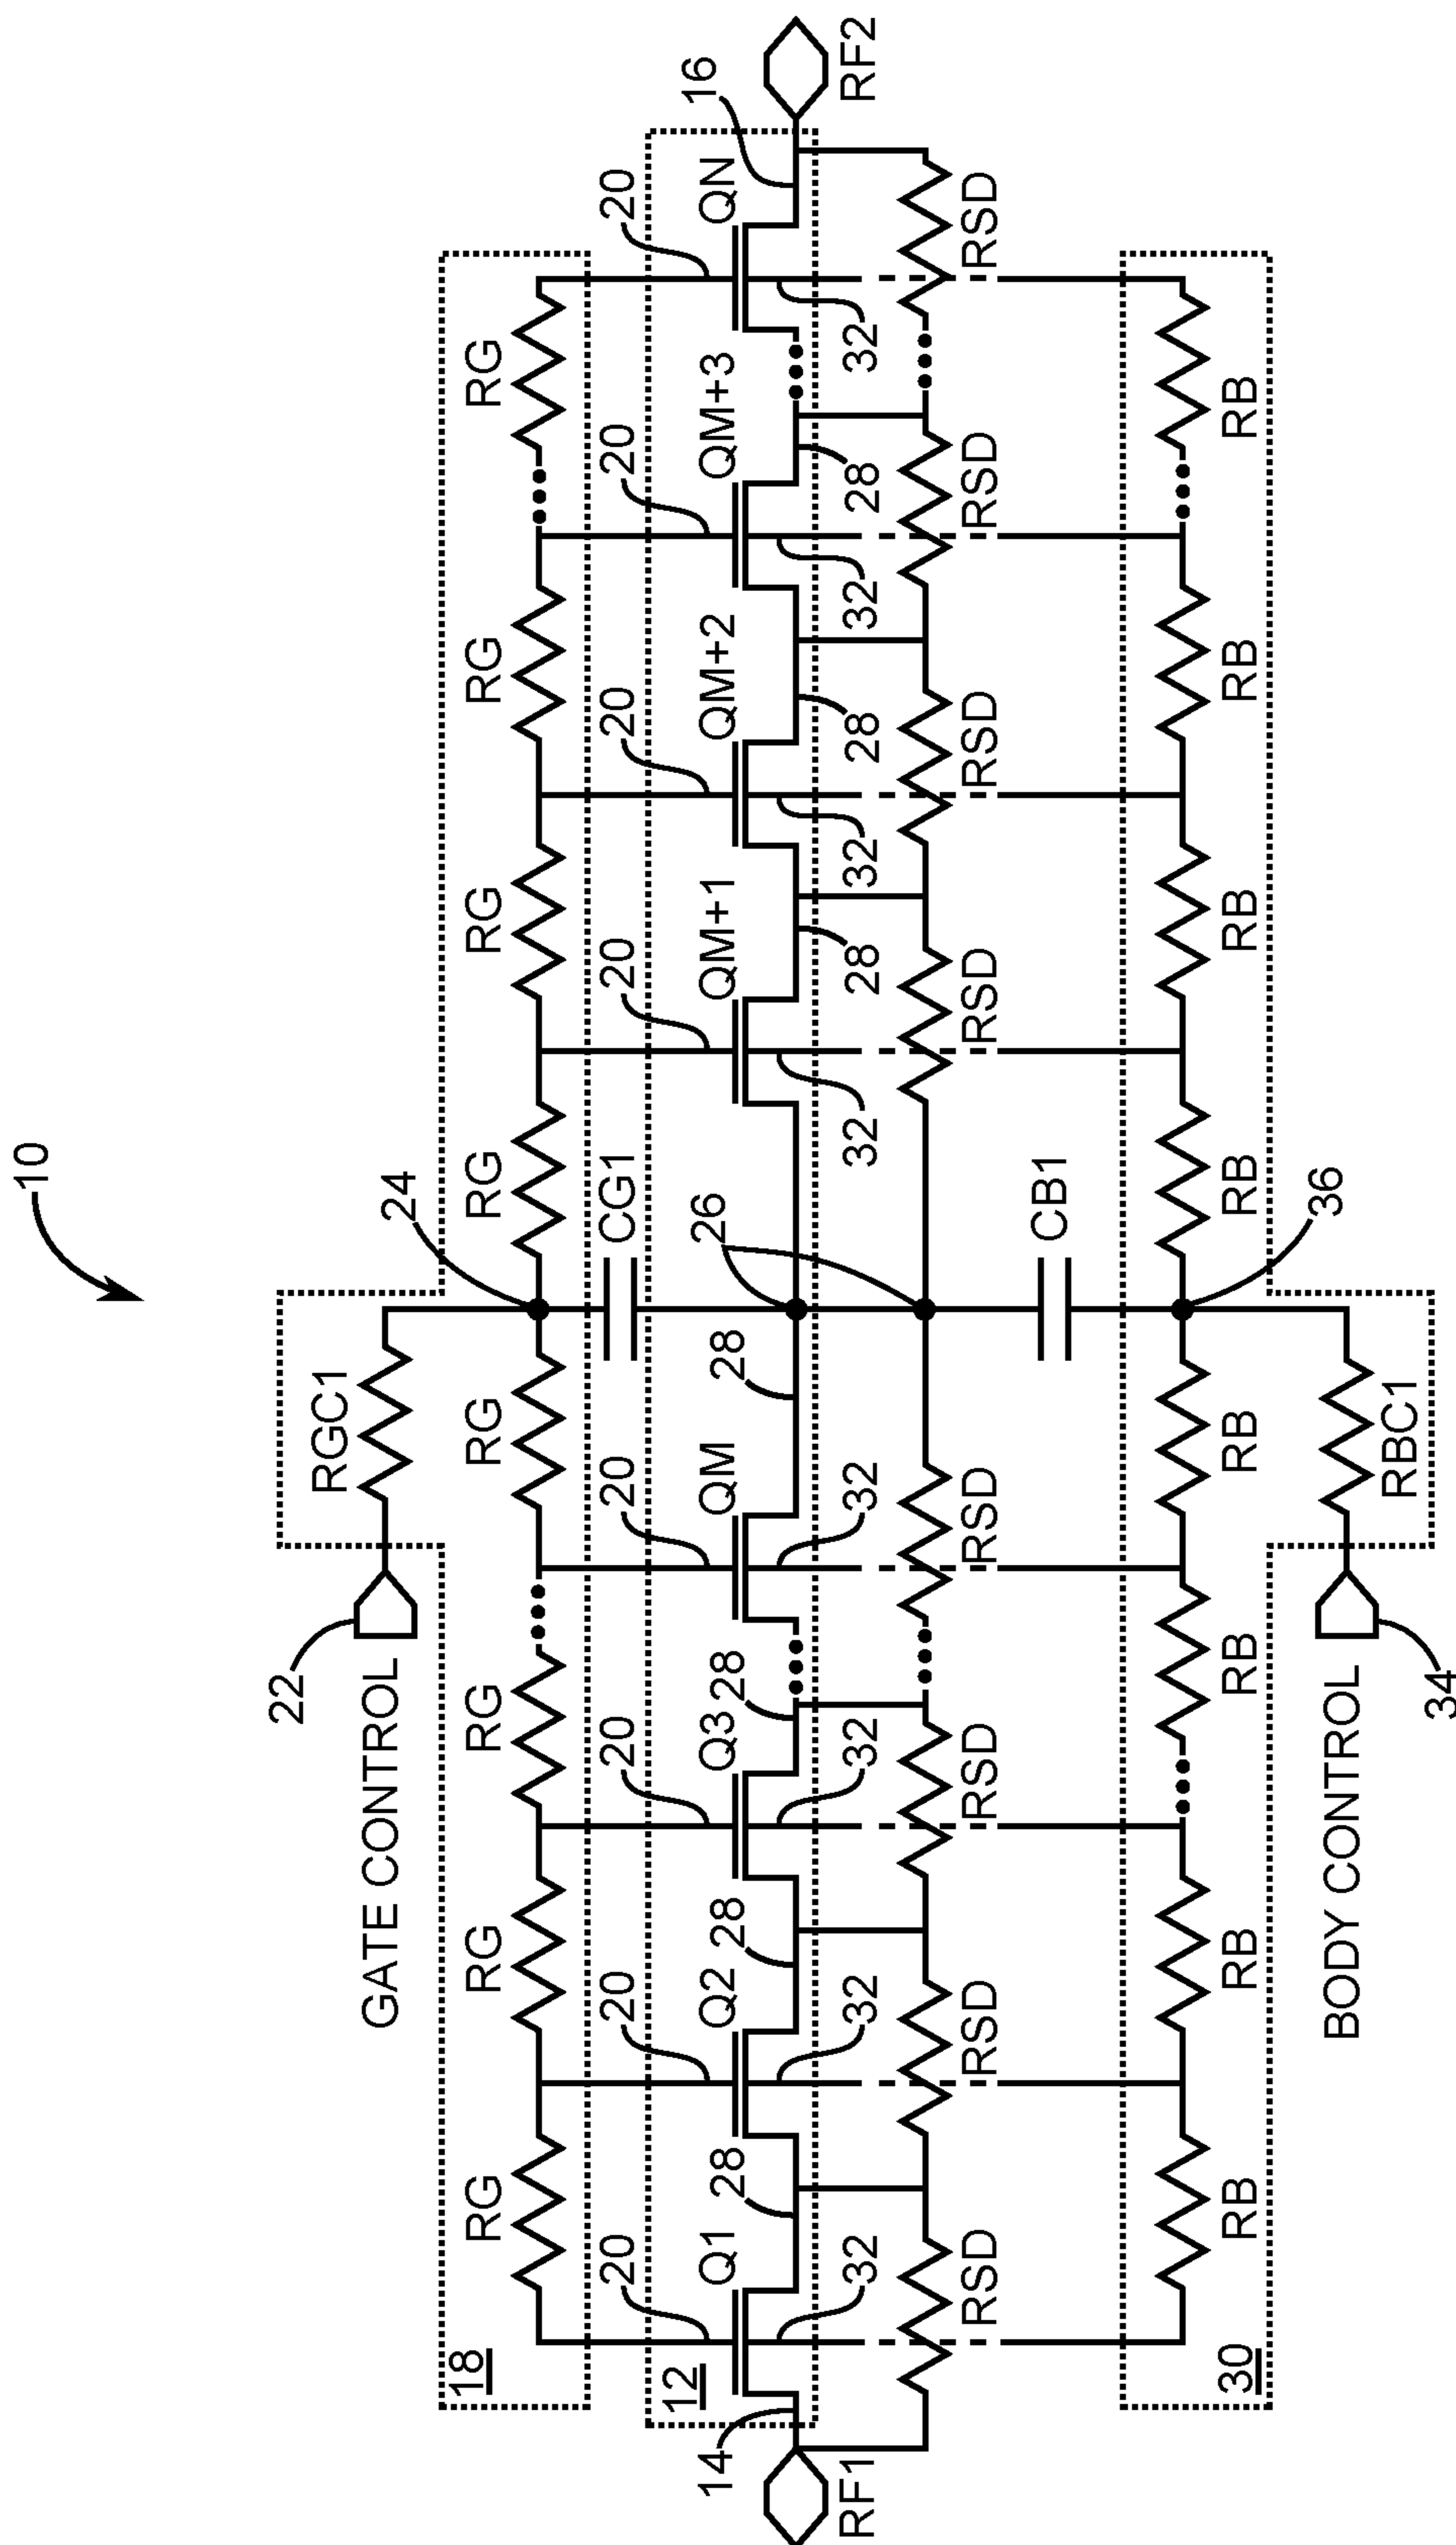 10
22
RGC1
GATE CONTROL
24
18
RG RG RG RG RG RG RG RG
20 20 20 20 CG1 20 20 20 20
12
14
Q1 28 Q2 28 Q3 28 QM 28 26 QM+1 QM+2 QM+3 QN 16
RF1 32 32 32 32 32 28 32 28 32 28 32 RF2
RSD RSD RSD RSD RSD RSD RSD RSD
CB1
30
RB RB RB RB RB RB RB RB
36
BODY CONTROL
RBC1
34